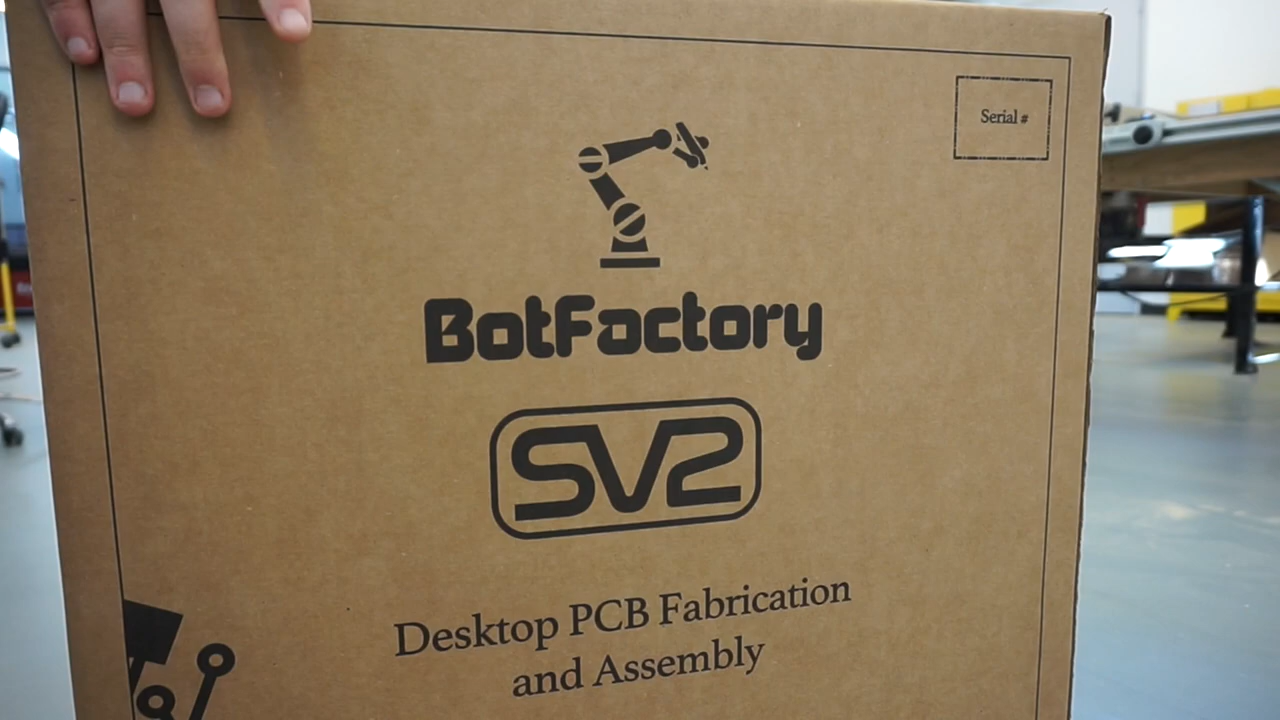 Serial #
BotFactory
SV2
Desktop PCB Fabrication
and Assembly